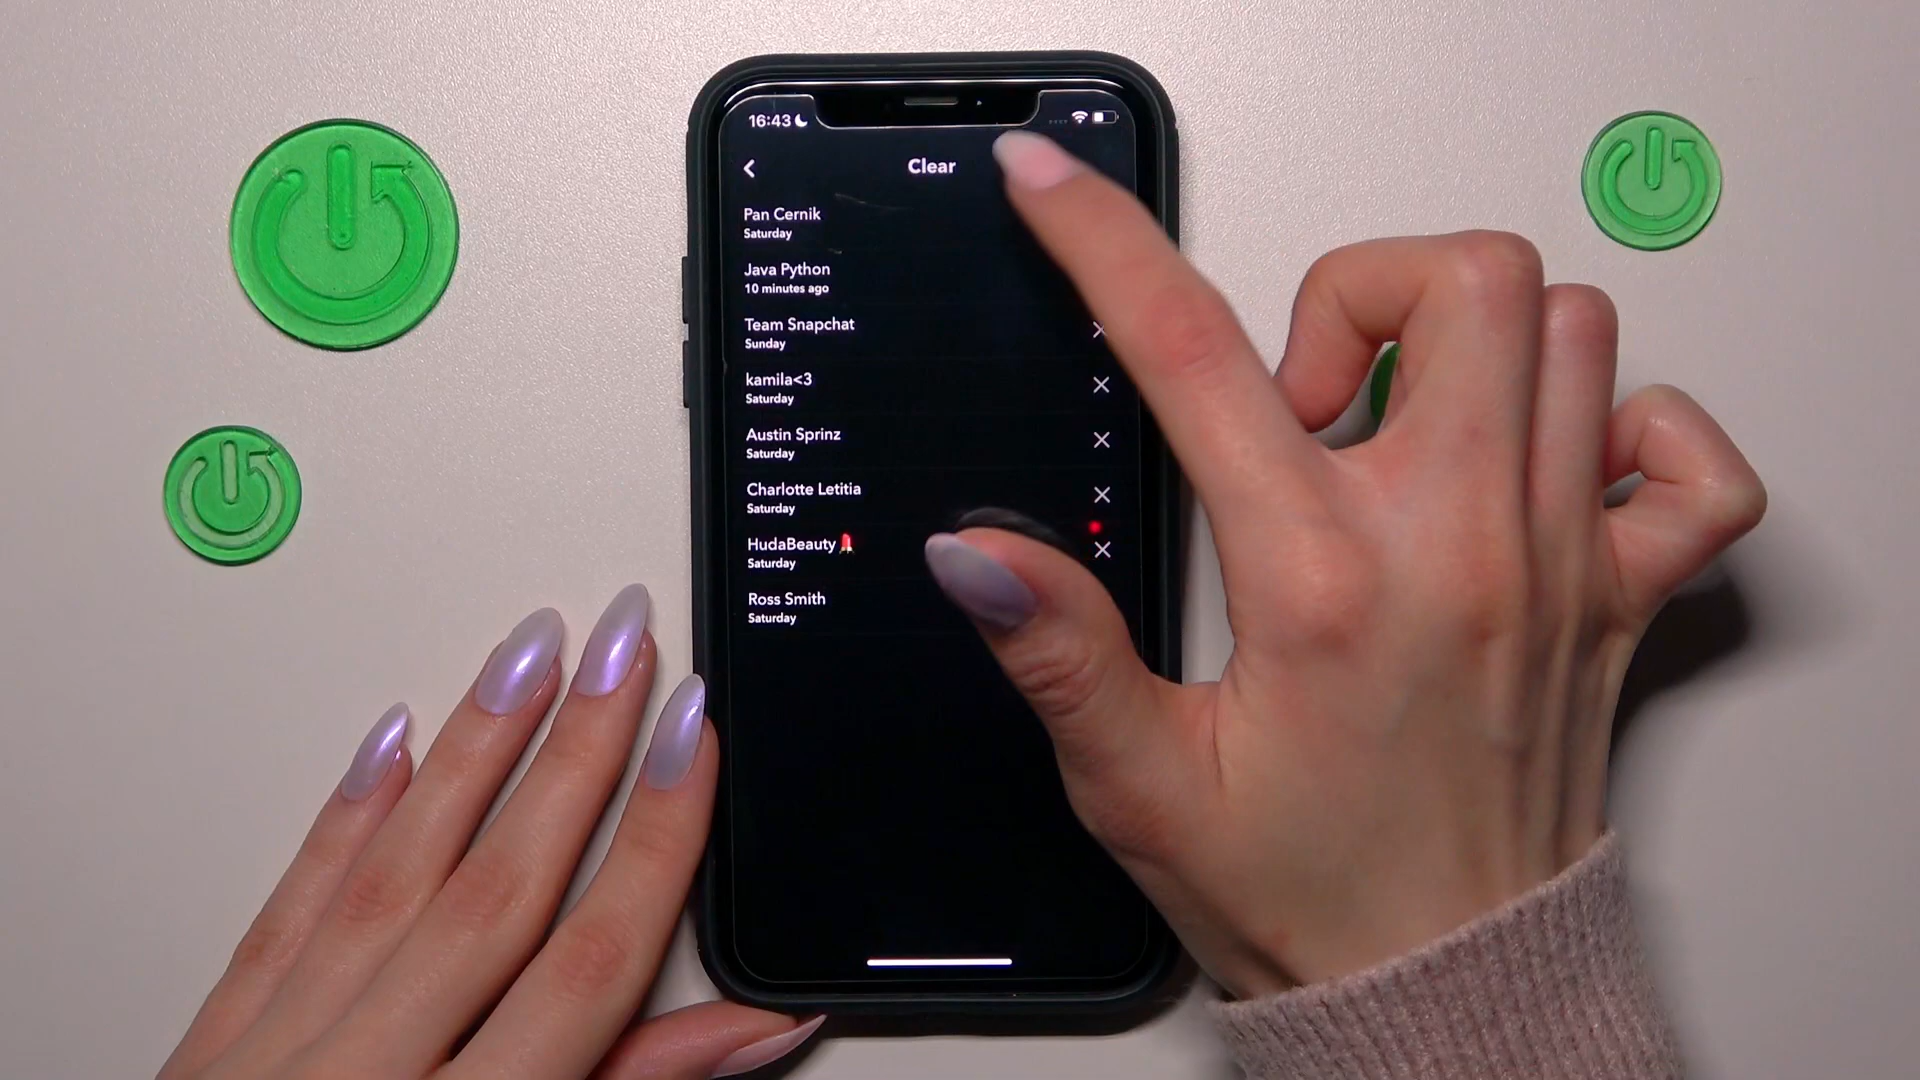 16:43
Clear
Pan Cernik
Saturday
Java Python
10 minutes ago
Team Snapchat
Sunday
kamila<3
Saturday
Austin Sprinz
Saturday
Charlotte Letitia
Saturday
HudaBeauty💄
Saturday
Ross Smith
Saturday